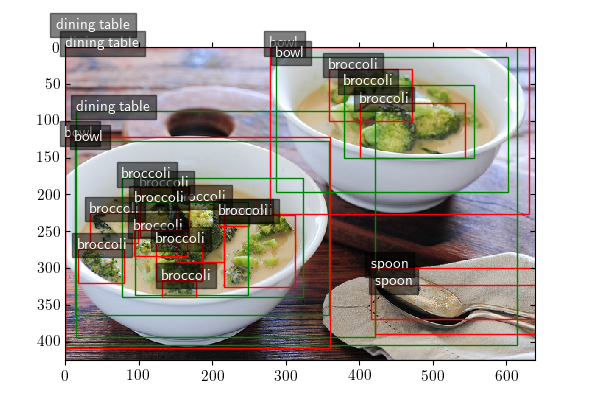 dining table
bowl
dining table
bowl
broccoli
broccoli
broccoli
dining table
bowl
bowl
broccoli
broccoli
broccoli
broccoli
broccoli
broccoli
broccoli
broccoli
broccoli
broccoli
spoon
spoon
0
50
100
150
200
250
300
350
400
0
100
200
300
400
500
600